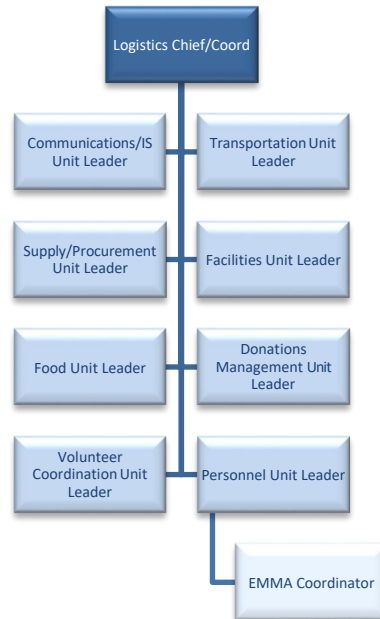 Logistics Chief/Coord
Communications/IS
Unit Leader
Transportation Unit
Leader
Supply/Procurement
Unit Leader
Facilities Unit Leader
Food Unit Leader
Donations
Management Unit
Leader
Volunteer
Coordination Unit
Leader
Personnel Unit Leader
EMMA Coordinator